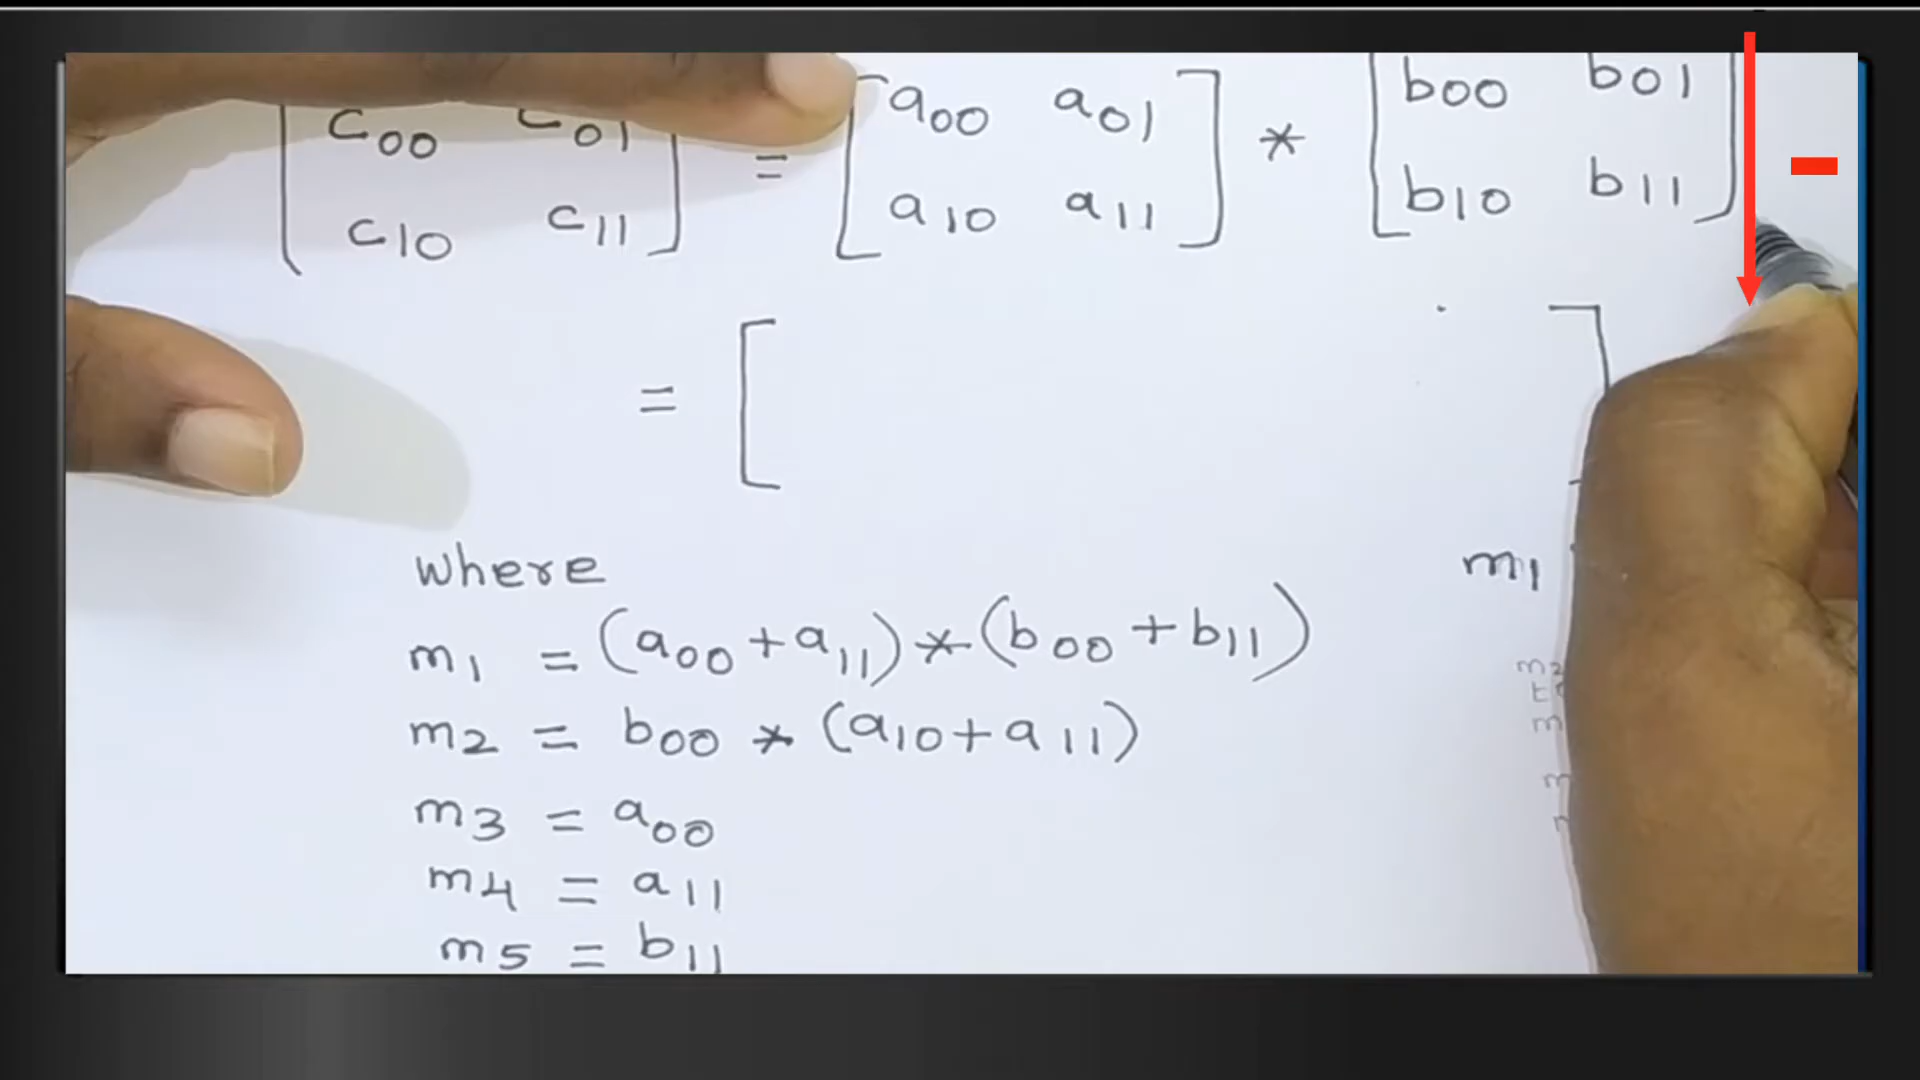 c00 c01 = a00 a01 * b00 b01
c10 c11 a10 a11 b10 b11
=
where m1
m1 = (a00+a11)*(b00+b11)
m2 = b00 * (a10+a11)
m3 = a00
m4 = a11
m5 = b11